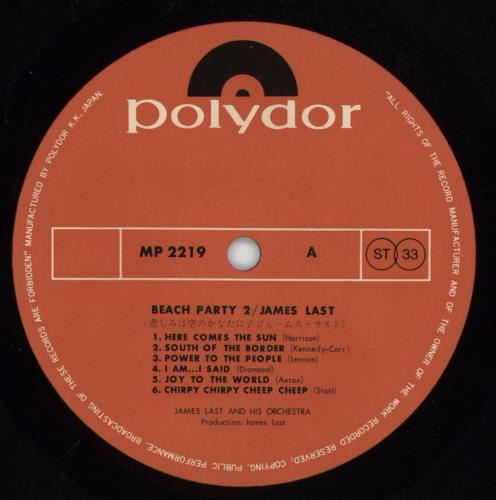 polydor
MP 2219 A ST 33
BEACH PARTY 2/JAMES LAST
(悲しみは空のかなたに/ジェームス・ラスト)
1. HERE COMES THE SUN (Harrison)
2. SOUTH OF THE BORDER (Kennedy-Carr)
3. POWER TO THE PEOPLE (Lennon)
4. I AM...I SAID (Diamond)
5. JOY TO THE WORLD (Axton)
6. CHIRPY CHIRPY CHEEP CHEEP (Stott)
JAMES LAST AND HIS ORCHESTRA
Production: James Last
"ALL RIGHTS OF THE RECORD MANUFACTURER AND OF THE OWNER OF THE WORK RECORDED RESERVED, COPYING, PUBLIC PERFORMANCE, BROADCASTING OF THESE RECORDS ARE FORBIDDEN" MANUFACTURED BY POLYDOR K.K., JAPAN.